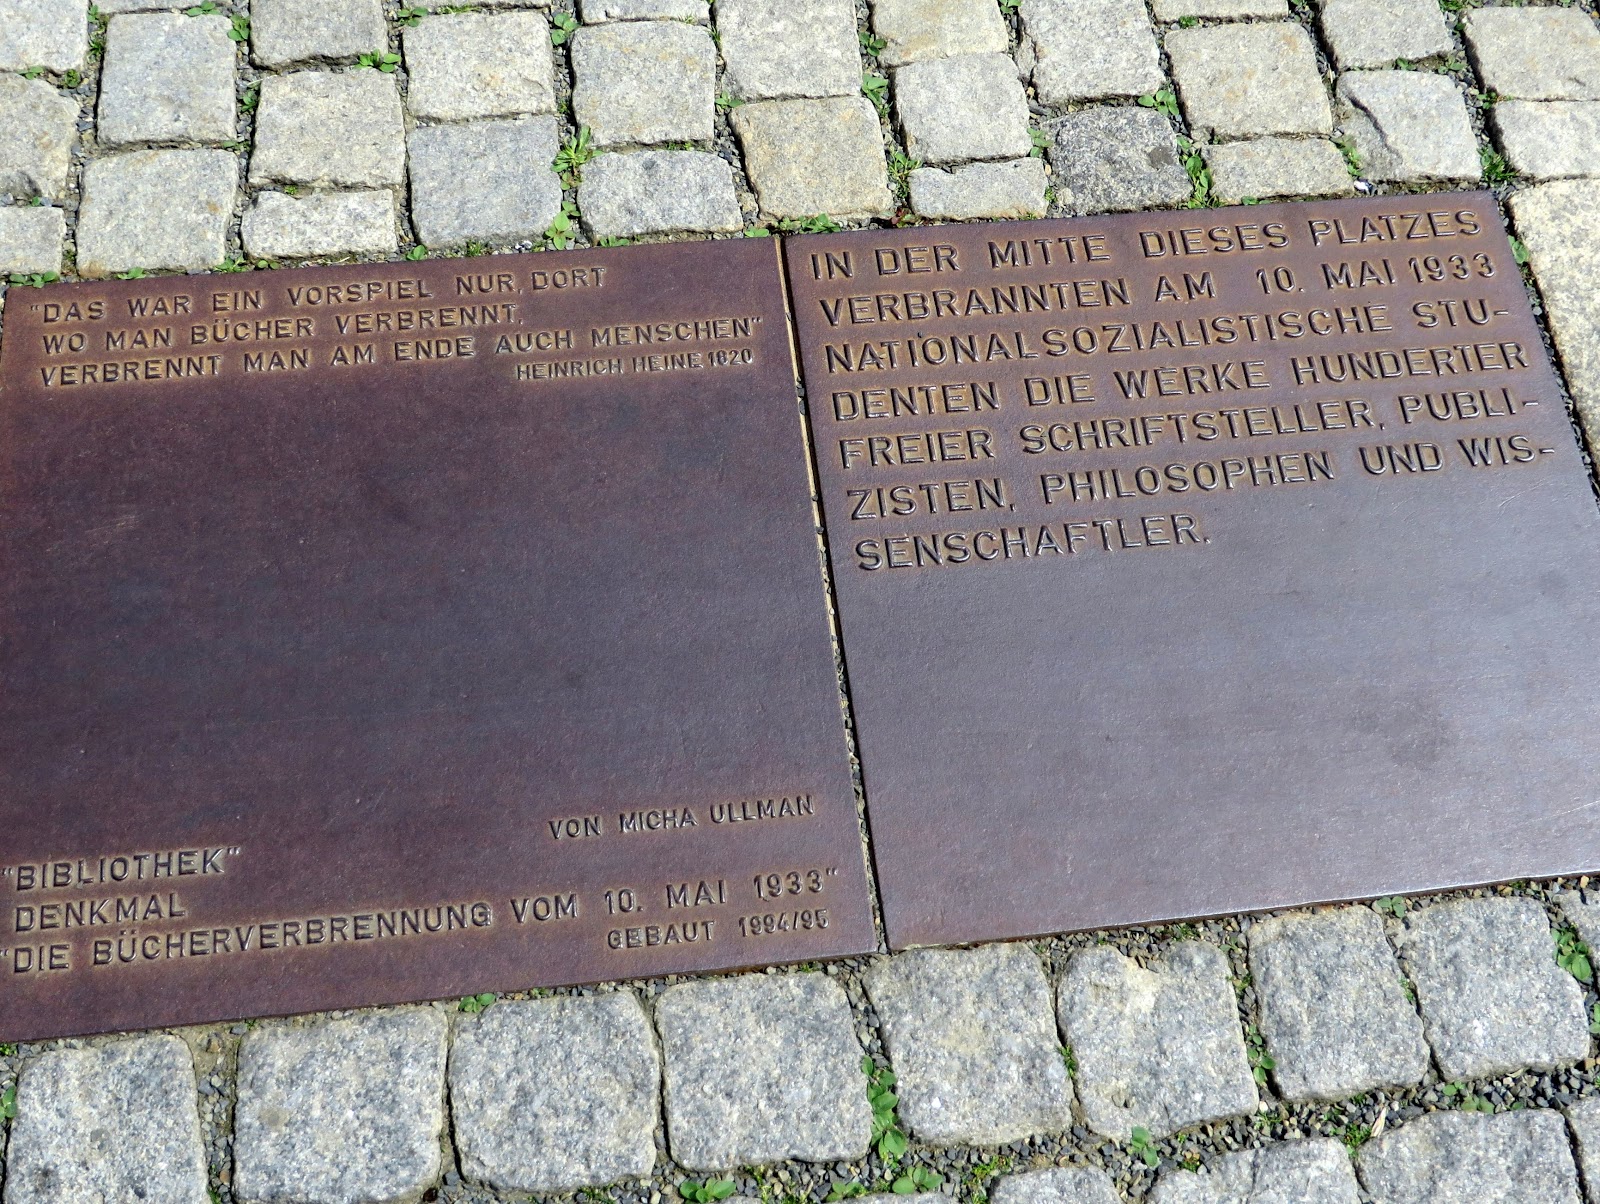 "DAS WAR EIN VORSPIEL NUR, DORT
WO MAN BÜCHER VERBRENNT,
VERBRENNT MAN AM ENDE AUCH MENSCHEN"
HEINRICH HEINE 1820
VON MICHA ULLMAN
"BIBLIOTHEK"
DENKMAL
"DIE BÜCHERVERBRENNUNG VOM 10. MAI 1933"
GEBAUT 1994/95
IN DER MITTE DIESES PLATZES
VERBRANNTEN AM 10. MAI 1933
NATIONALSOZIALISTISCHE STU-
DENTEN DIE WERKE HUNDERTER
FREIER SCHRIFTSTELLER, PUBLI-
ZISTEN, PHILOSOPHEN UND WIS-
SENSCHAFTLER.